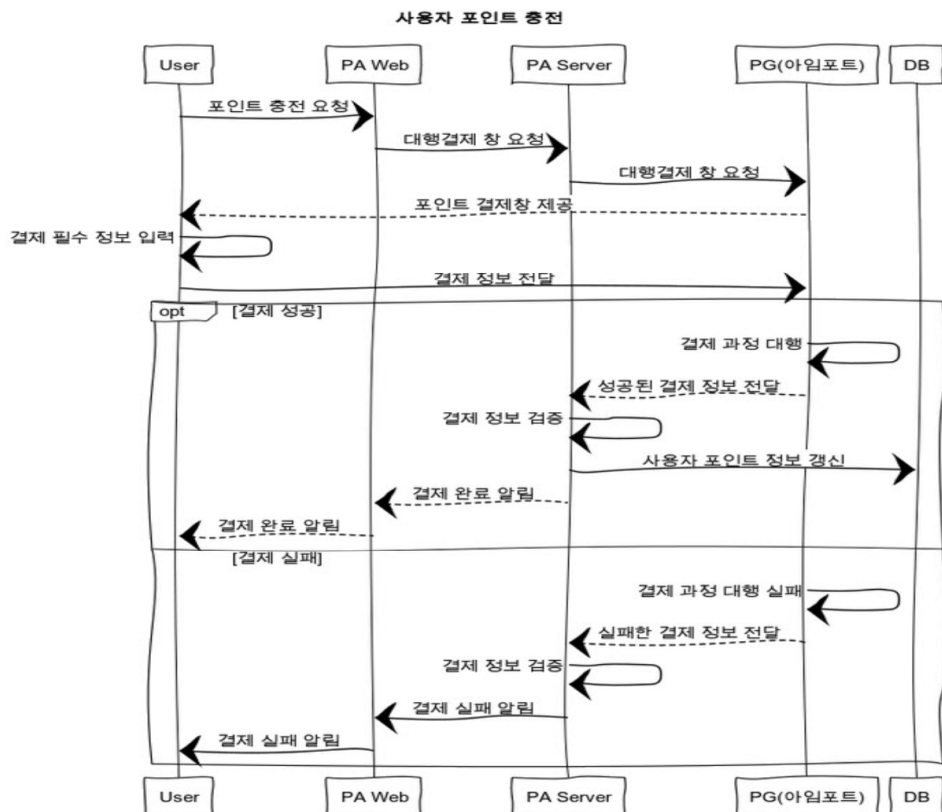 사용자 포인트 충전
User PA Web PA Server PG(아임포트) DB
포인트 충전 요청
대행결제 창 요청
대행결제 창 요청
포인트 결제창 제공
결제 필수 정보 입력
결제 정보 전달
opt [결제 성공]
결제 과정 대행
성공된 결제 정보 전달
결제 정보 검증
사용자 포인트 정보 갱신
결제 완료 알림
결제 완료 알림
[결제 실패]
결제 과정 대행 실패
실패한 결제 정보 전달
결제 정보 검증
결제 실패 알림
결제 실패 알림
User PA Web PA Server PG(아임포트) DB